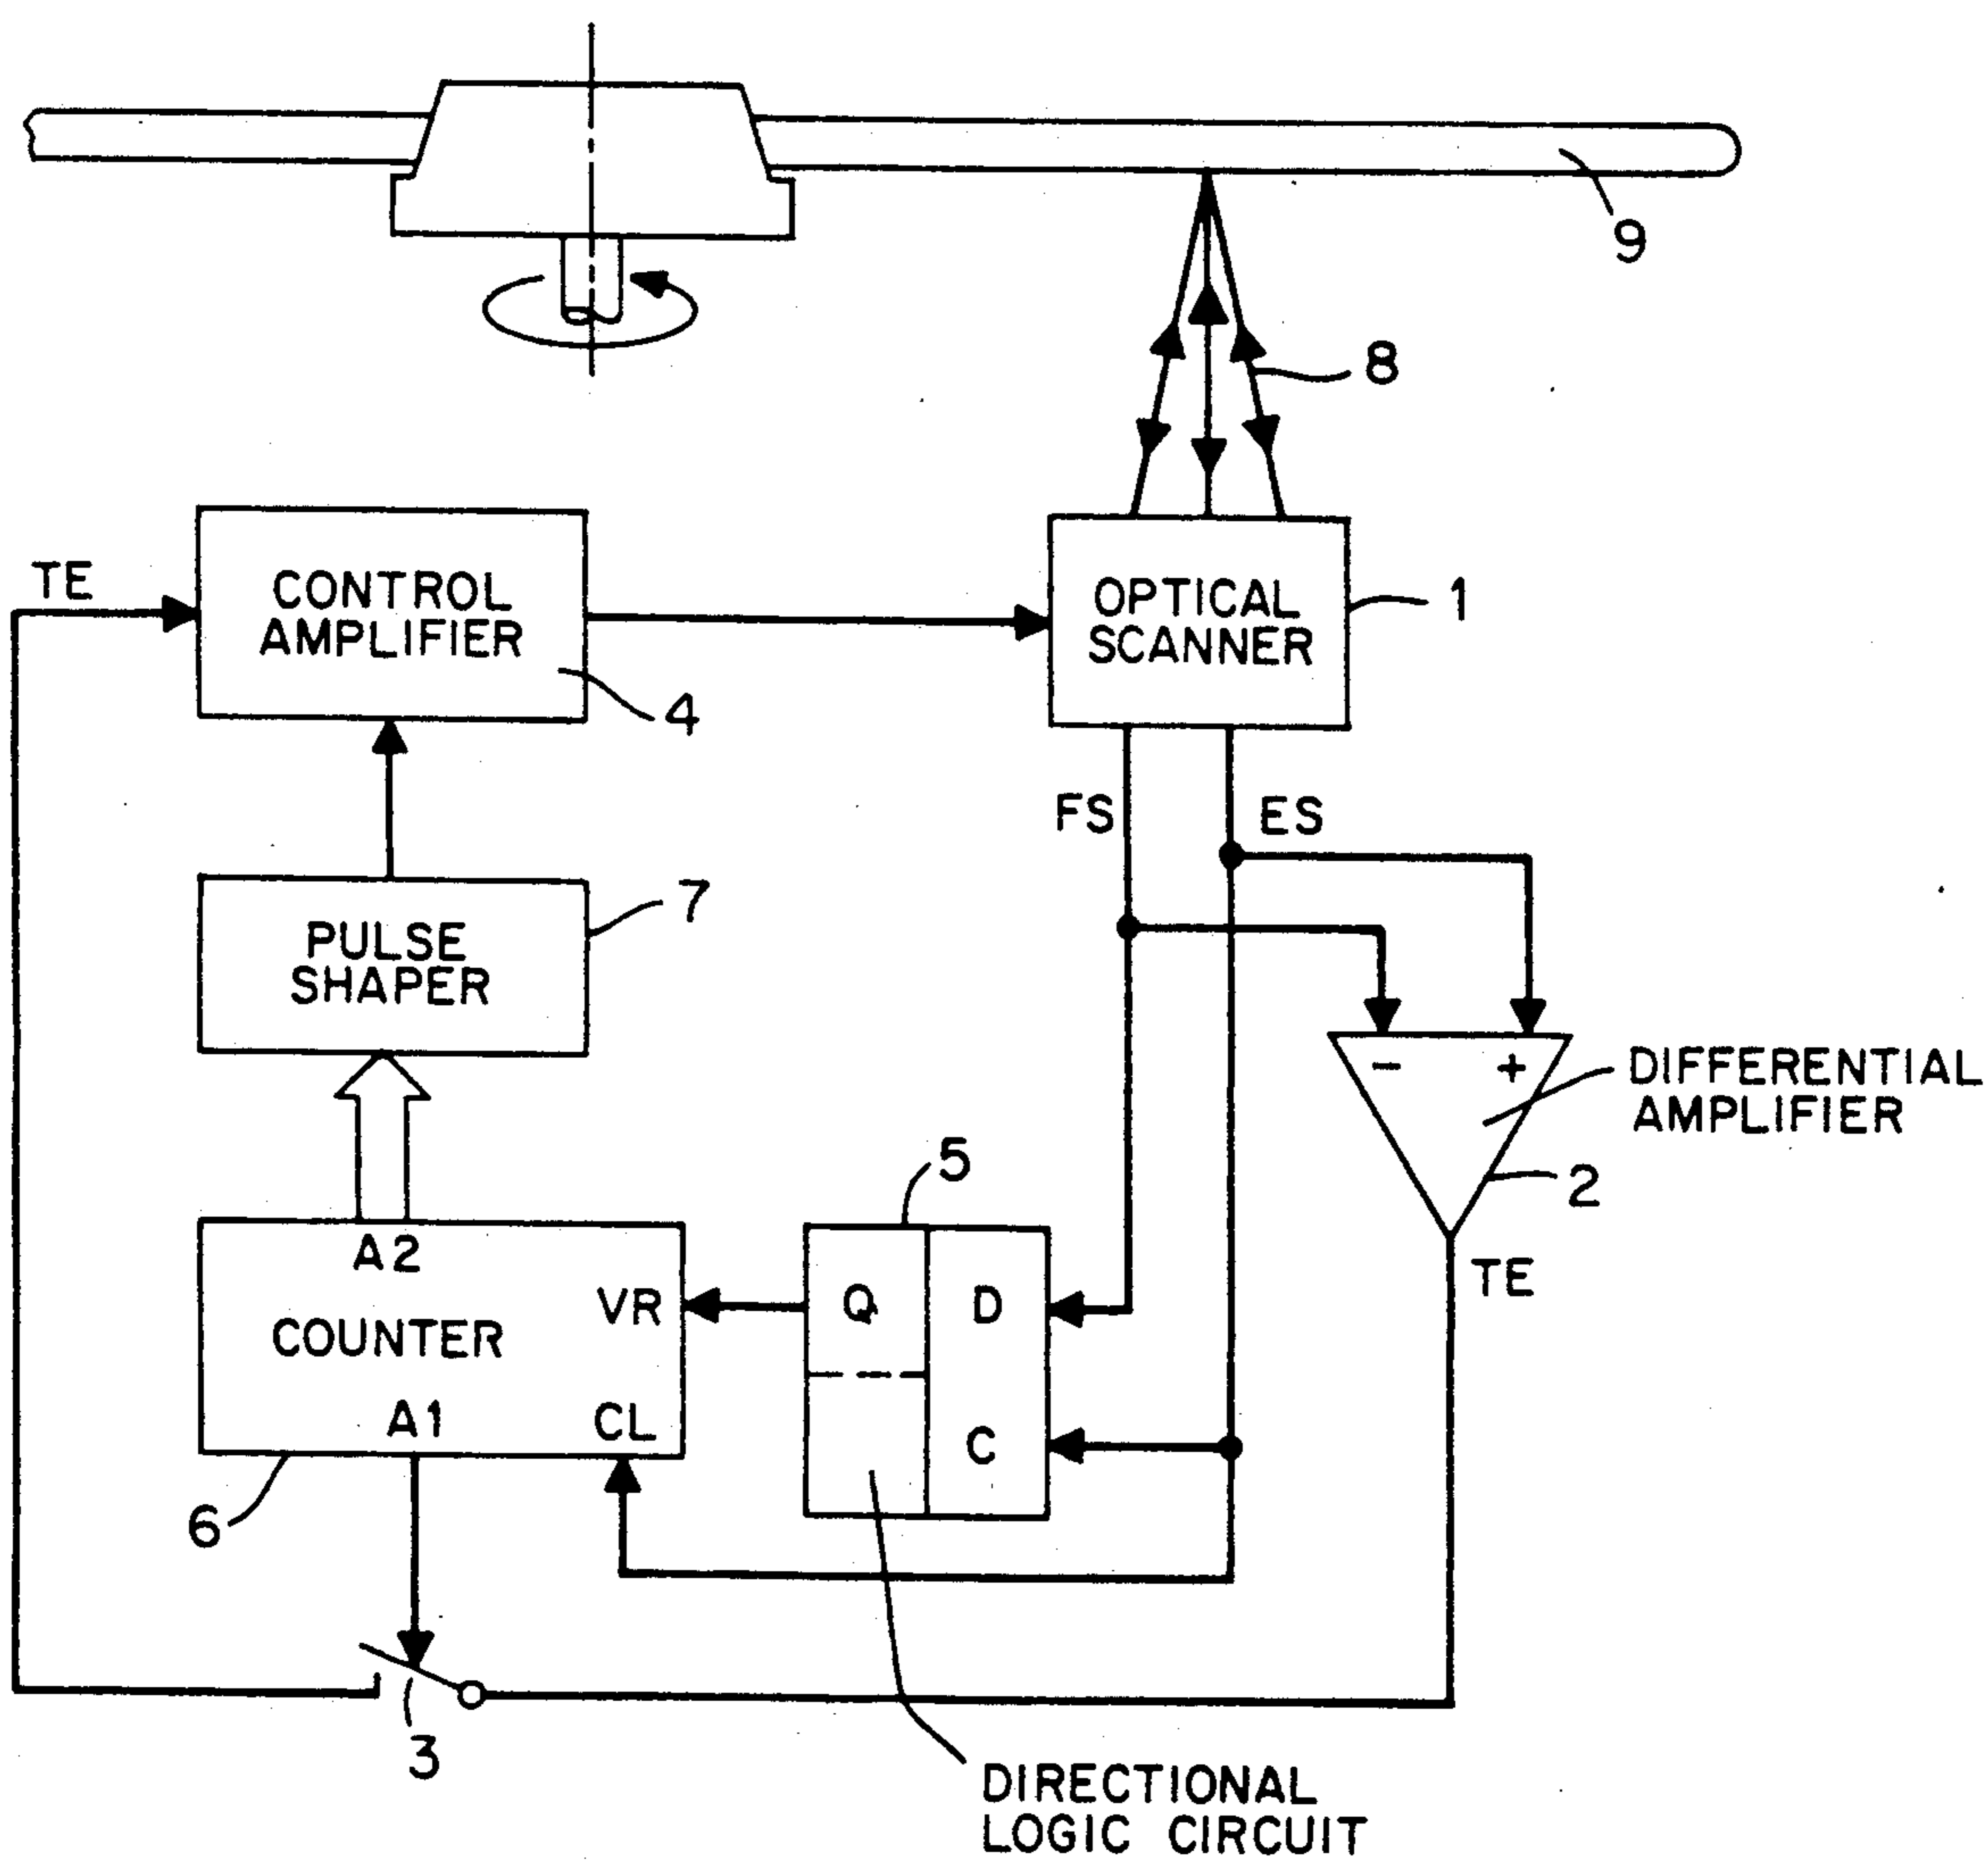 9
8
TE
CONTROL
AMPLIFIER
4
OPTICAL
SCANNER
1
FS
ES
PULSE
SHAPER
7
- +
DIFFERENTIAL
AMPLIFIER
2
TE
5
A2
COUNTER
VR
A1
CL
6
Q
D
C
3
DIRECTIONAL
LOGIC CIRCUIT